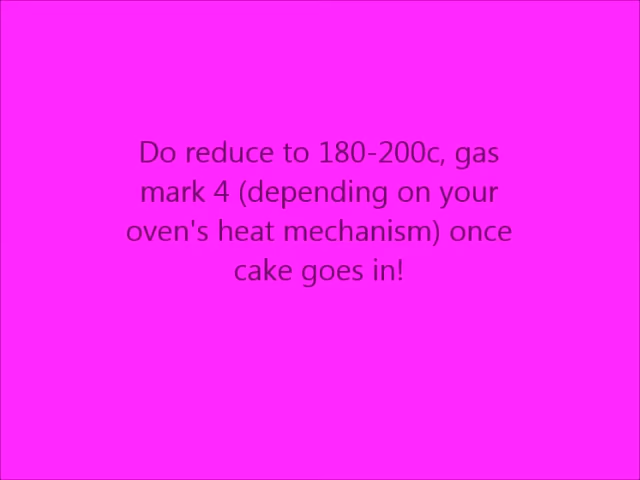 Do reduce to 180-200c, gas
mark 4 (depending on your
oven's heat mechanism) once
cake goes in!